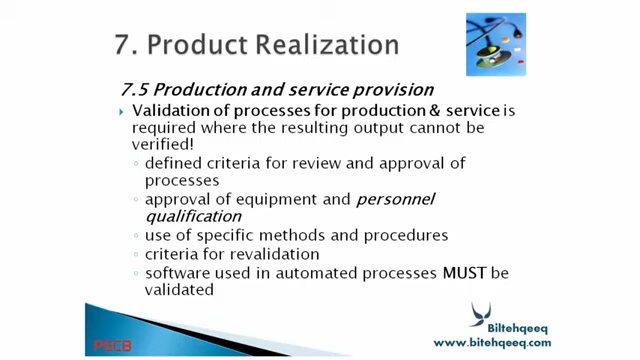 7. Product Realization
7.5 Production and service provision
Validation of processes for production & service is
required where the resulting output cannot be
verified!
defined criteria for review and approval of
processes
approval of equipment and personnel
qualification
use of specific methods and procedures
criteria for revalidation
software used in automated processes MUST be
validated
Biltehqeeq
PECB
www.bitehqeeq.com